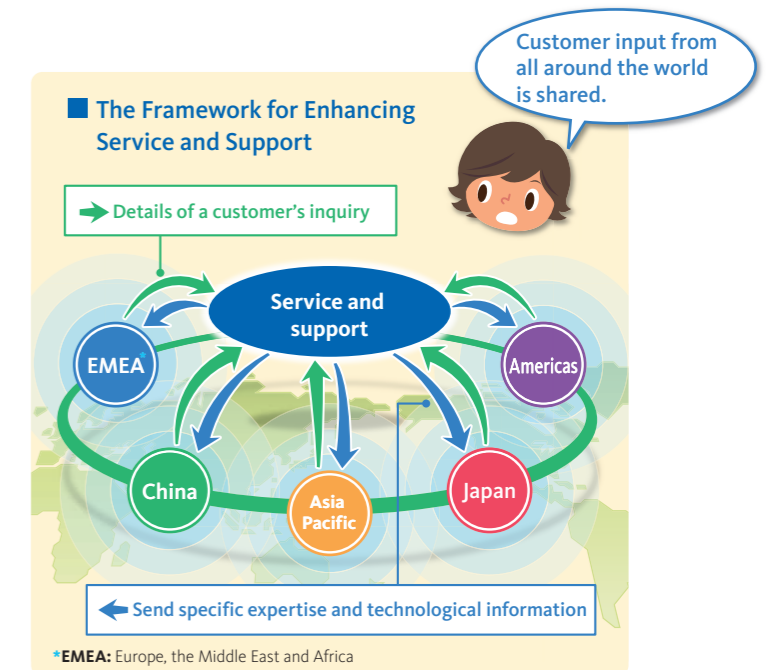 Customer input from
all around the world
is shared.
■ The Framework for Enhancing
Service and Support
Details of a customer's inquiry
Service and
support
EMEA*
Americas
China
Asia
Pacific
Japan
Send specific expertise and technological information
*EMEA: Europe, the Middle East and Africa